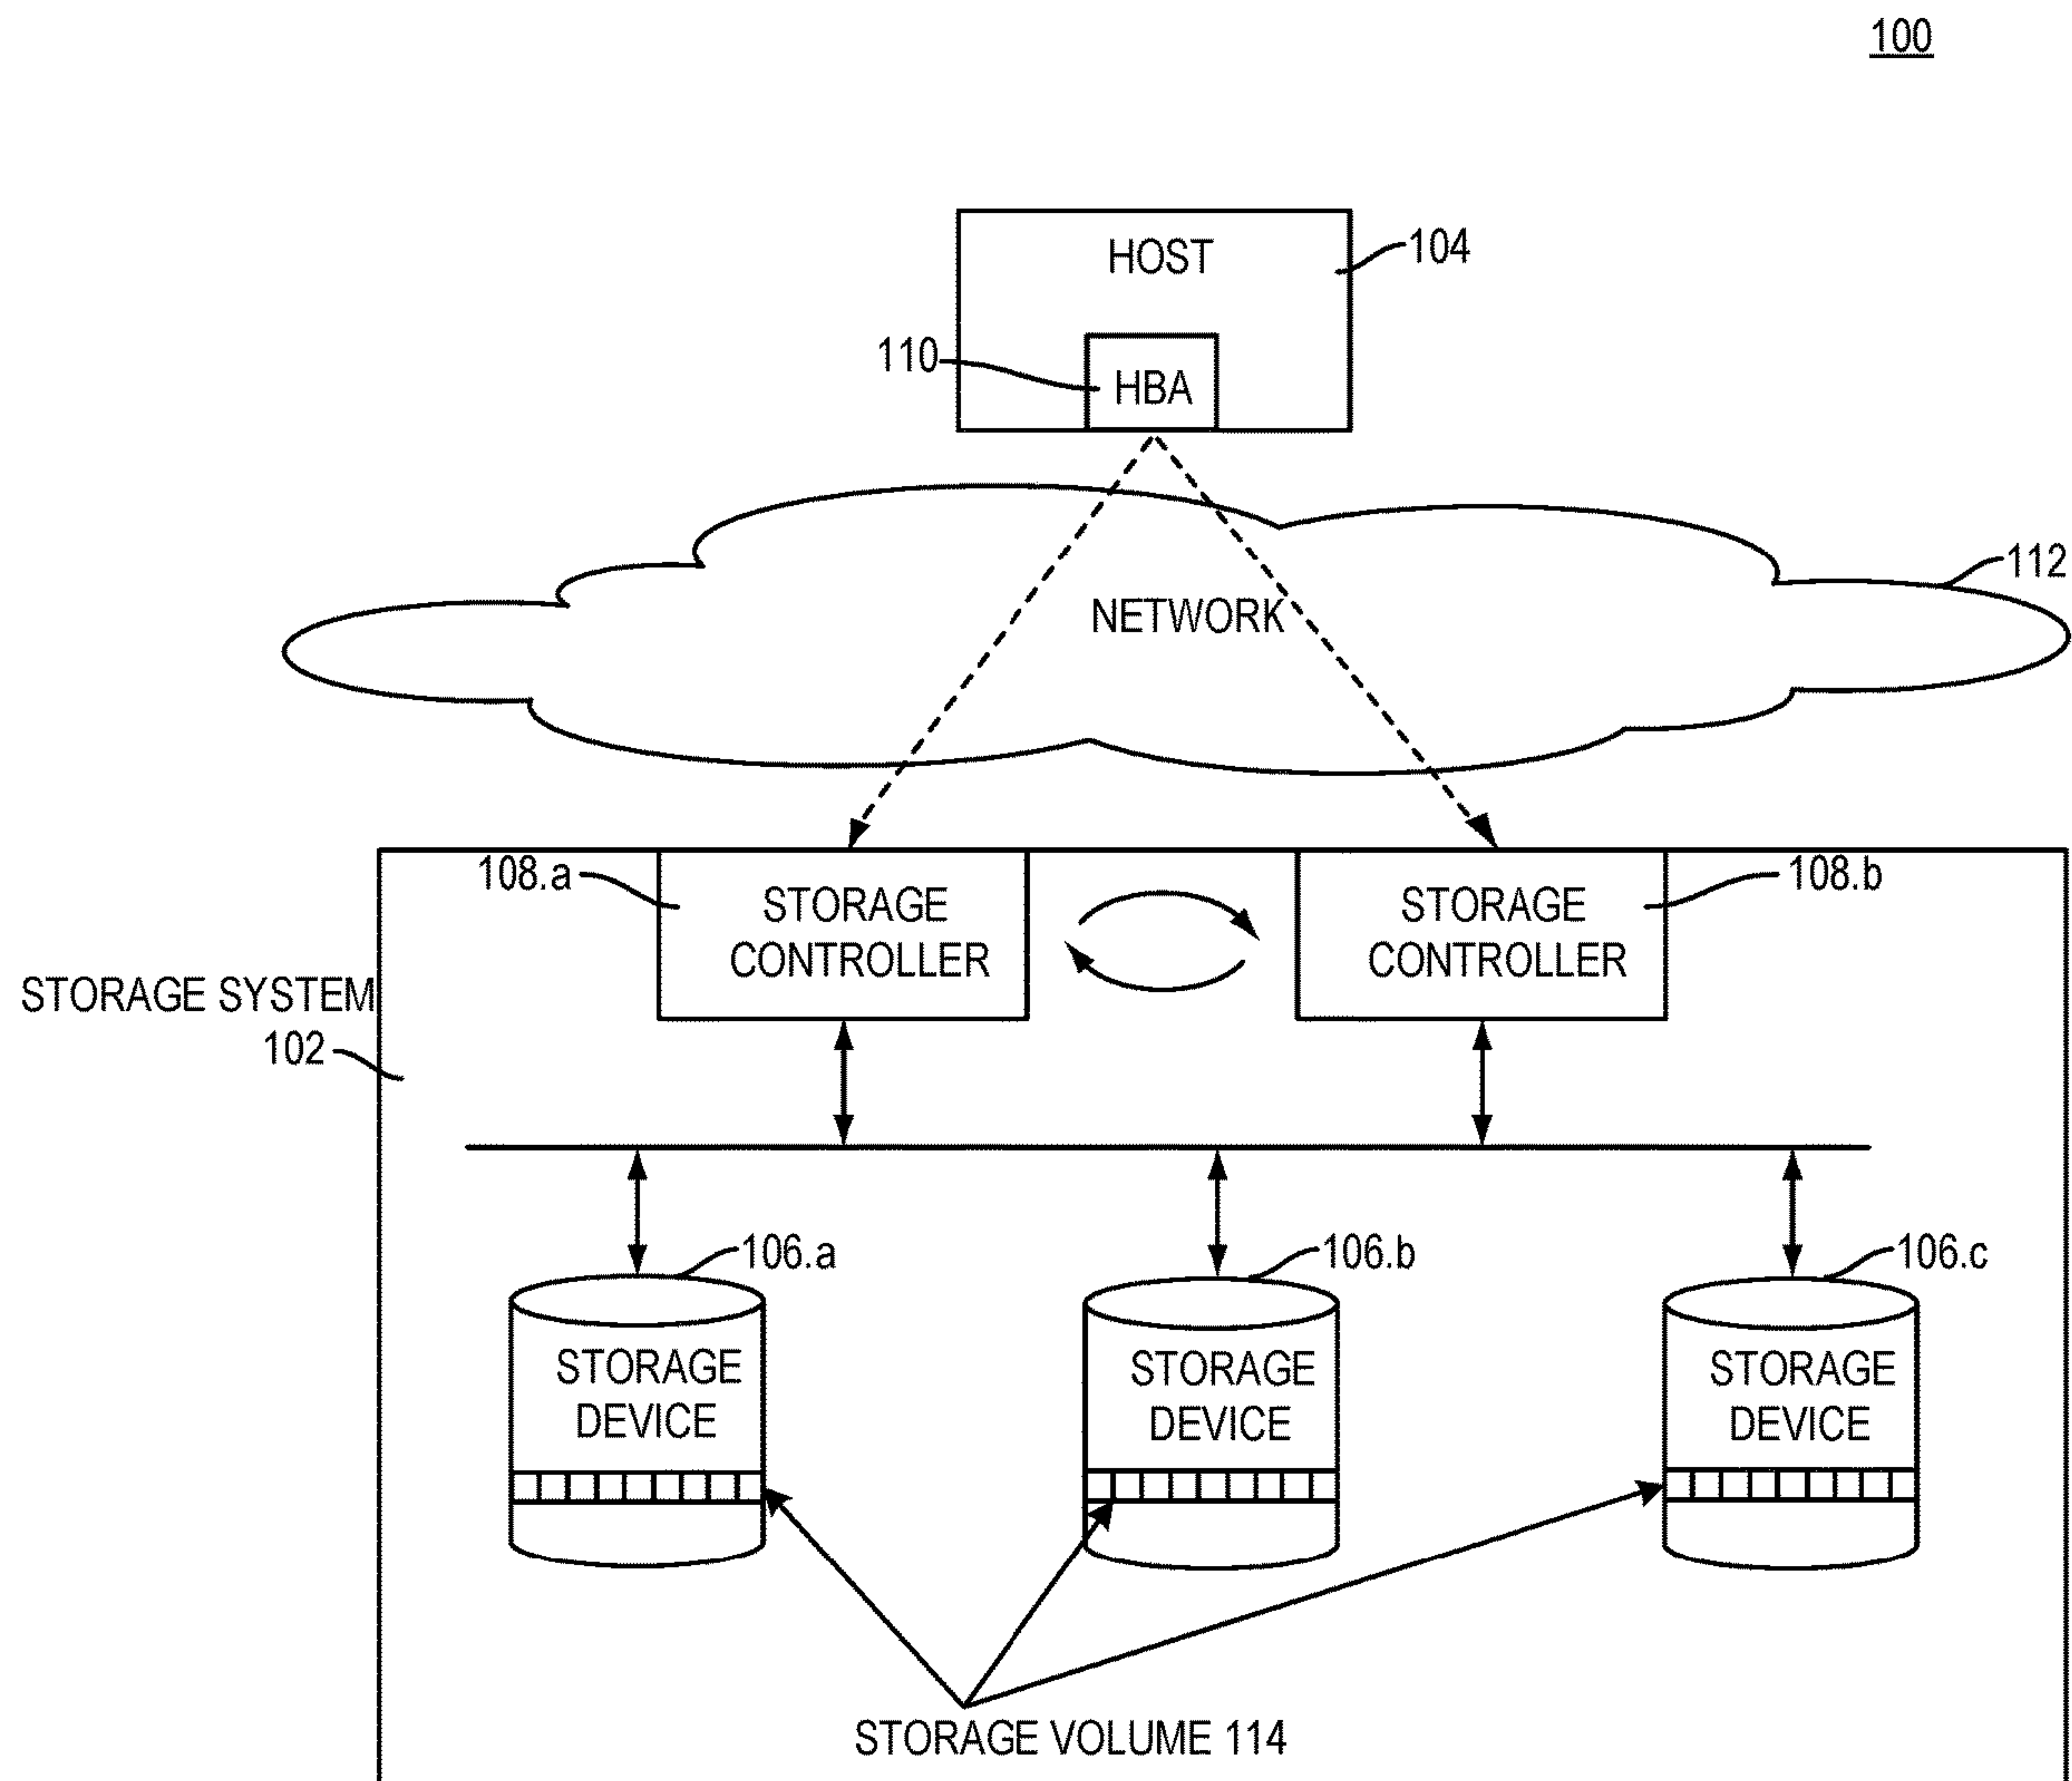 100
HOST
104
110
HBA
112
NETWORK
108.a
STORAGE
CONTROLLER
STORAGE
CONTROLLER
108.b
STORAGE SYSTEM
102
106.a
106.b
106.c
STORAGE
DEVICE
STORAGE
DEVICE
STORAGE
DEVICE
STORAGE VOLUME 114